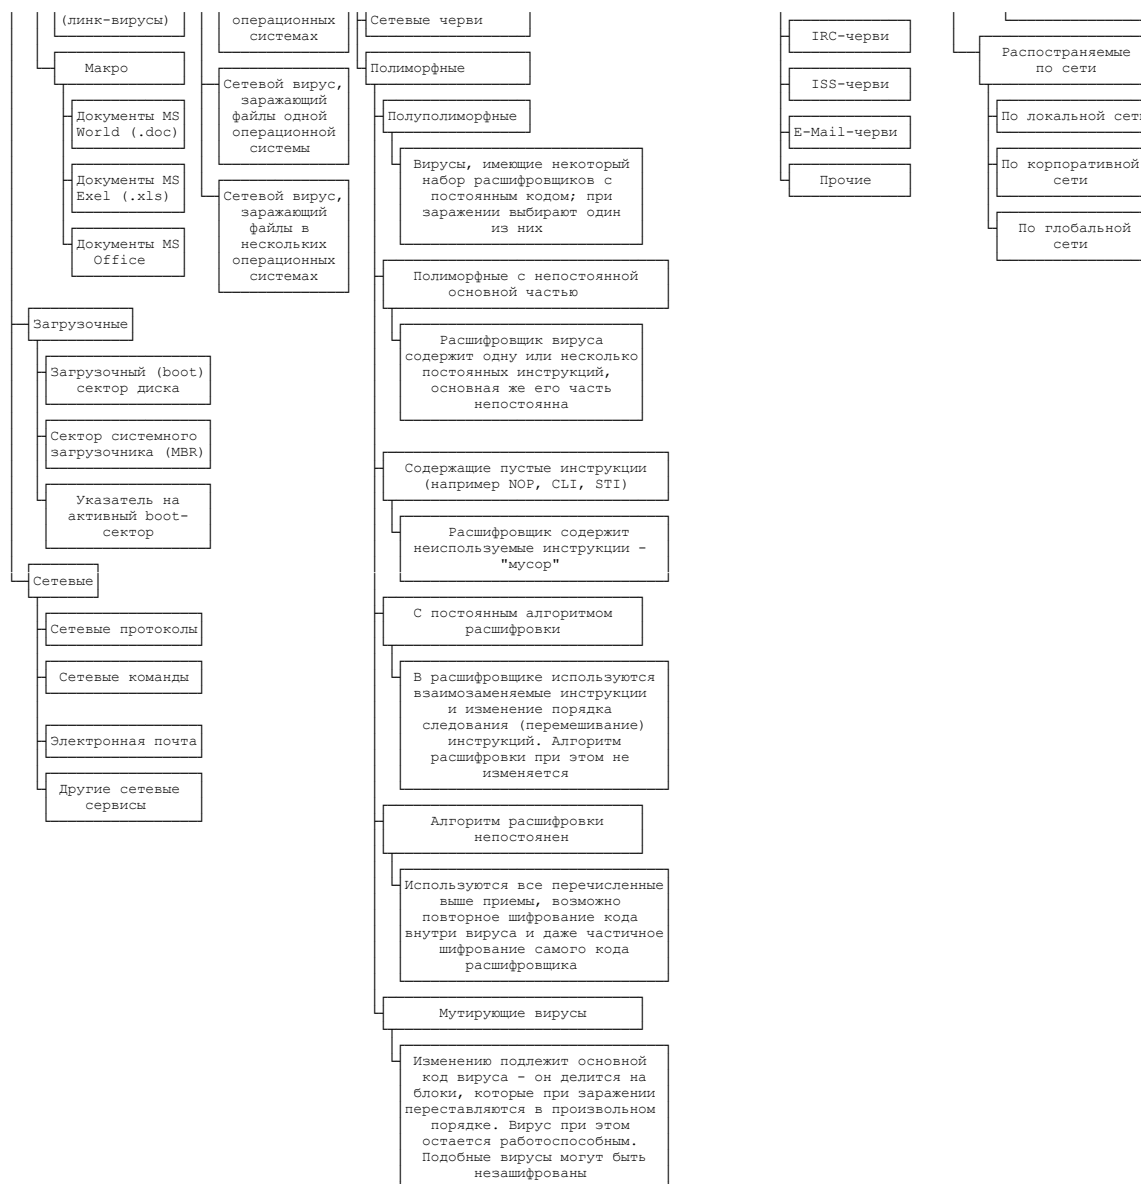 (линк-вирусы)
Макро
Документы MS
World (.doc)
Документы MS
Exel (.xls)
Документы MS
Office
Загрузочные
Загрузочный (boot)
сектор диска
Сектор системного
загрузочника (MBR)
Указатель на
активный boot-
сектор
Сетевые
Сетевые протоколы
Сетевые команды
Электронная почта
Другие сетевые
сервисы
операционных
системах
Сетевой вирус,
заражающий
файлы одной
операционной
системы
Сетевой вирус,
заражающий
файлы в
нескольких
операционных
системах
Сетевые черви
Полиморфные
Полуполиморфные
Вирусы, имеющие некоторый
набор расшифровщиков с
постоянным кодом; при
заражении выбирают один
из них
Полиморфные с непостоянной
основной частью
Расшифровщик вируса
содержит одну или несколько
постоянных инструкций,
основная же его часть
непостоянна
Содержащие пустые инструкции
(например NOP, CLI, STI)
Расшифровщик содержит
неиспользуемые инструкции -
"мусор"
С постоянным алгоритмом
расшифровки
В расшифровщике используются
взаимозаменяемые инструкции
и изменение порядка
следования (перемешивание)
инструкций. Алгоритм
расшифровки при этом не
изменяется
Алгоритм расшифровки
непостоянен
Используются все перечисленные
выше приемы, возможно
повторное шифрование кода
внутри вируса и даже частичное
шифрование самого кода
расшифровщика
Мутирующие вирусы
Изменению подлежит основной
код вируса - он делится на
блоки, которые при заражении
переставляются в произвольном
порядке. Вирус при этом
остается работоспособным.
Подобные вирусы могут быть
незашифрованы
IRC-черви
ISS-черви
E-Mail-черви
Прочие
Распостраняемые
по сети
По локальной сети
По корпоративной
сети
По глобальной
сети